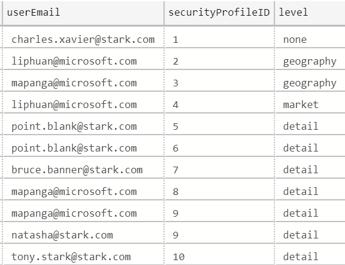 userEmail securityProfileID level
charles.xavier@stark.com 1 none
liphuan@microsoft.com 2 geography
mapanga@microsoft.com 3 geography
liphuan@microsoft.com 4 market
point.blank@stark.com 5 detail
point.blank@stark.com 6 detail
bruce.banner@stark.com 7 detail
mapanga@microsoft.com 8 detail
mapanga@microsoft.com 9 detail
natasha@stark.com 9 detail
tony.stark@stark.com 10 detail